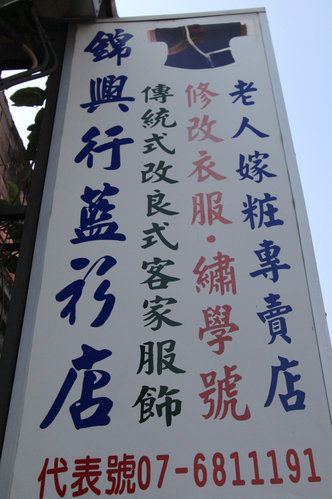 老人嫁粧專賣店
修改衣服·繡學號
傳統式改良式客家服飾
錦興行藍衫店
代表號07-6811191